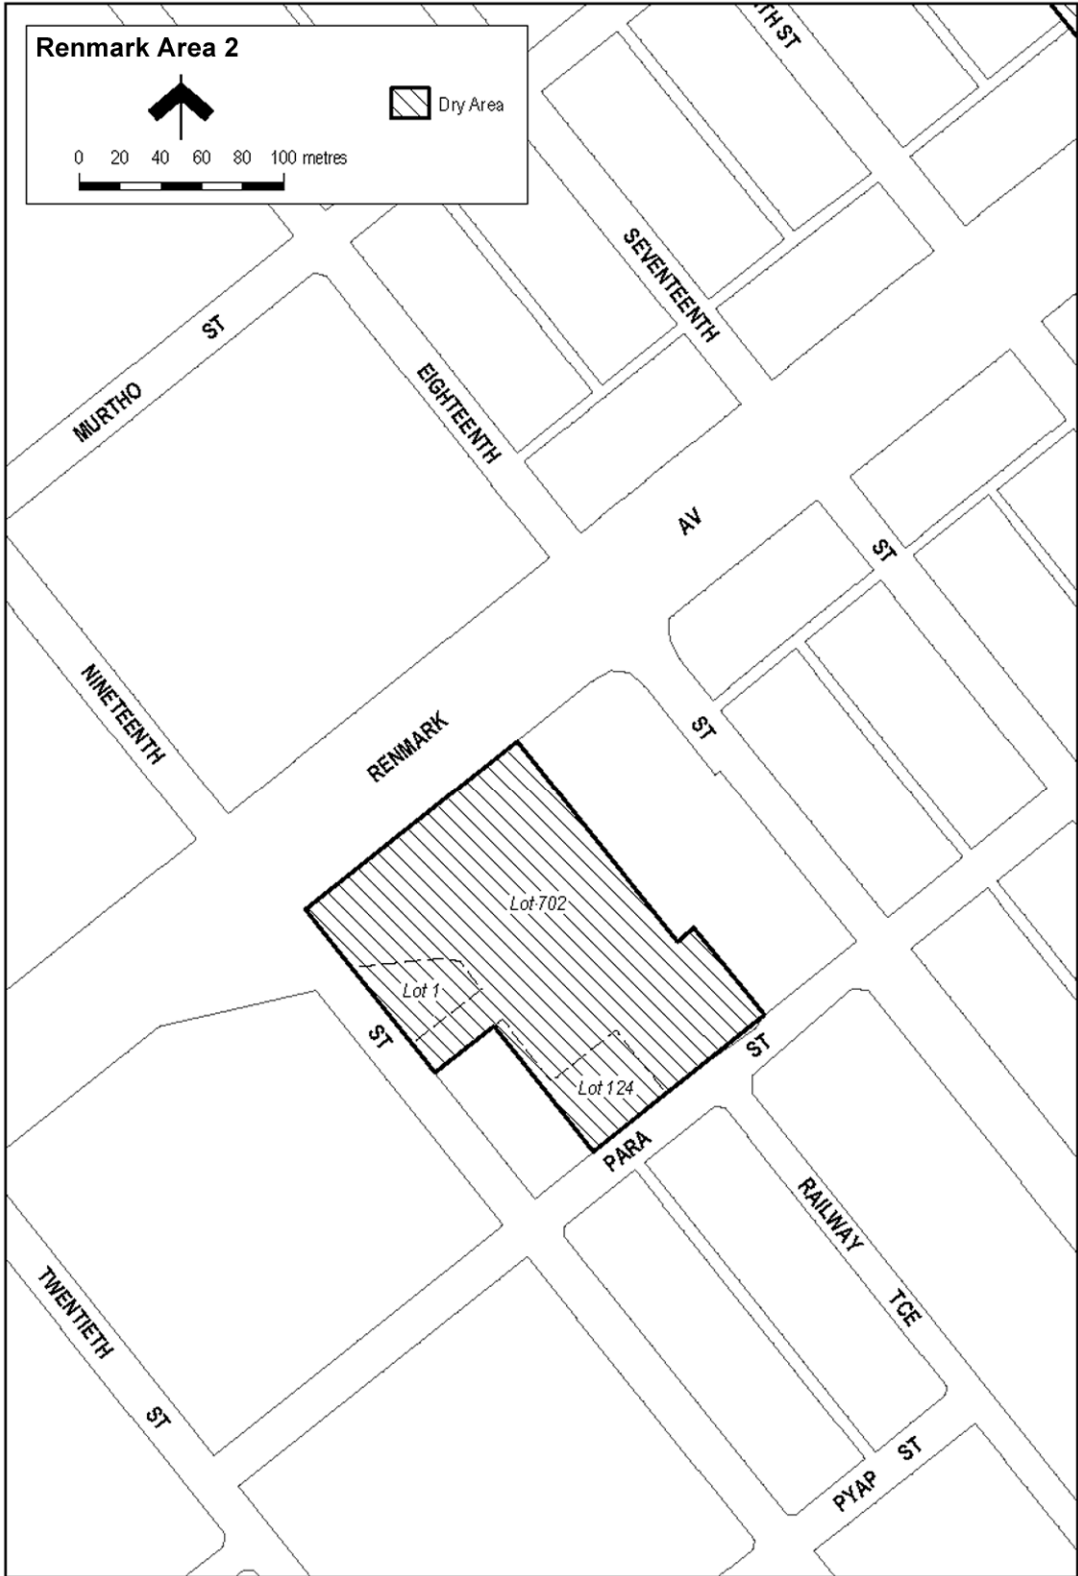 Renmark Area 2
Dry Area
0 20 40 60 80 100 metres
TH ST
SEVENTEENTH
ST
MURTHO
EIGHTEENTH
AV
ST
NINETEENTH
RENMARK
ST
Lot 702
Lot 1
ST
ST
Lot 124
PARA
RAILWAY
TCE
TWENTIETH
ST
ST
PYAP